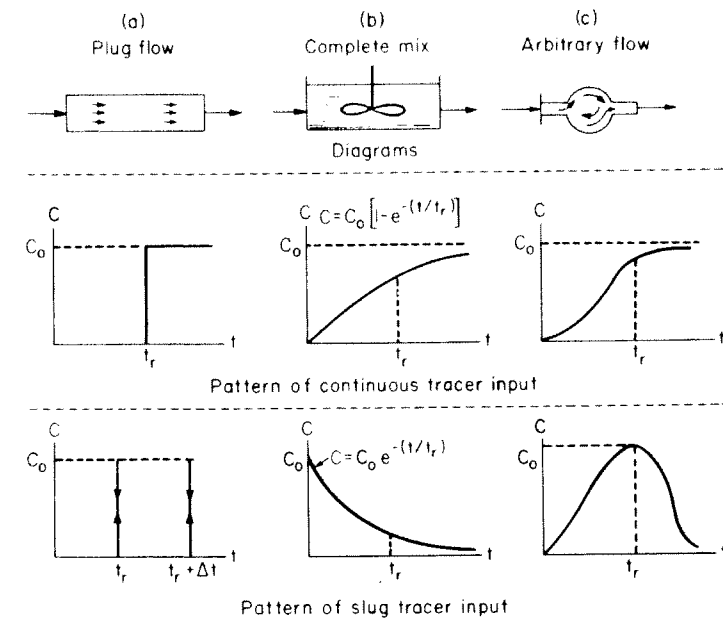 (a) (b) (c)
Plug flow Complete mix Arbitrary flow
Diagrams
C C C=C₀[1-e^-(t/tᵣ)] C
C₀ C₀ C₀
tᵣ t tᵣ t tᵣ t
Pattern of continuous tracer input
C C C
C₀ C₀ C=C₀e^-(t/tᵣ) C₀
tᵣ tᵣ+Δt t tᵣ t tᵣ t
Pattern of slug tracer input